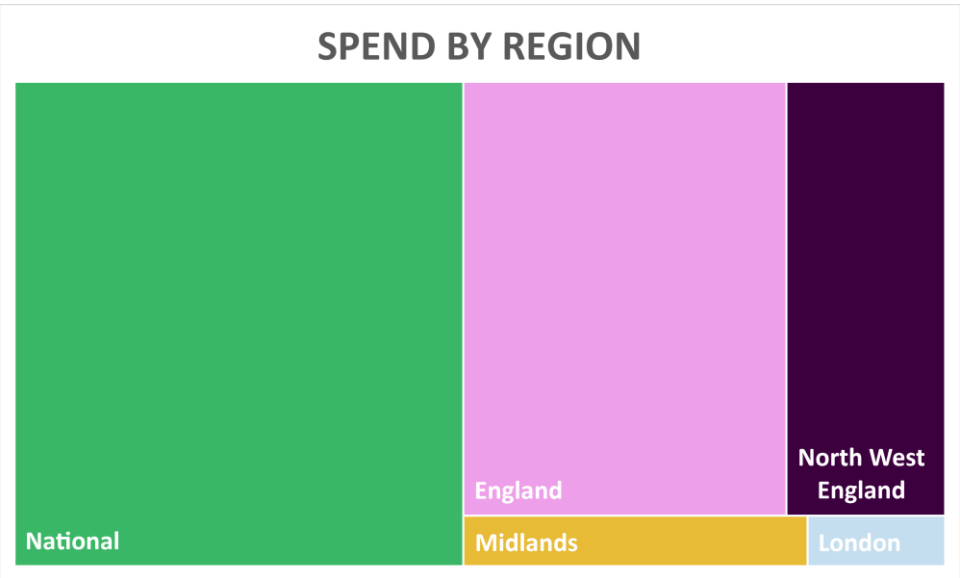 SPEND BY REGION
National
England
North West
England
Midlands
London